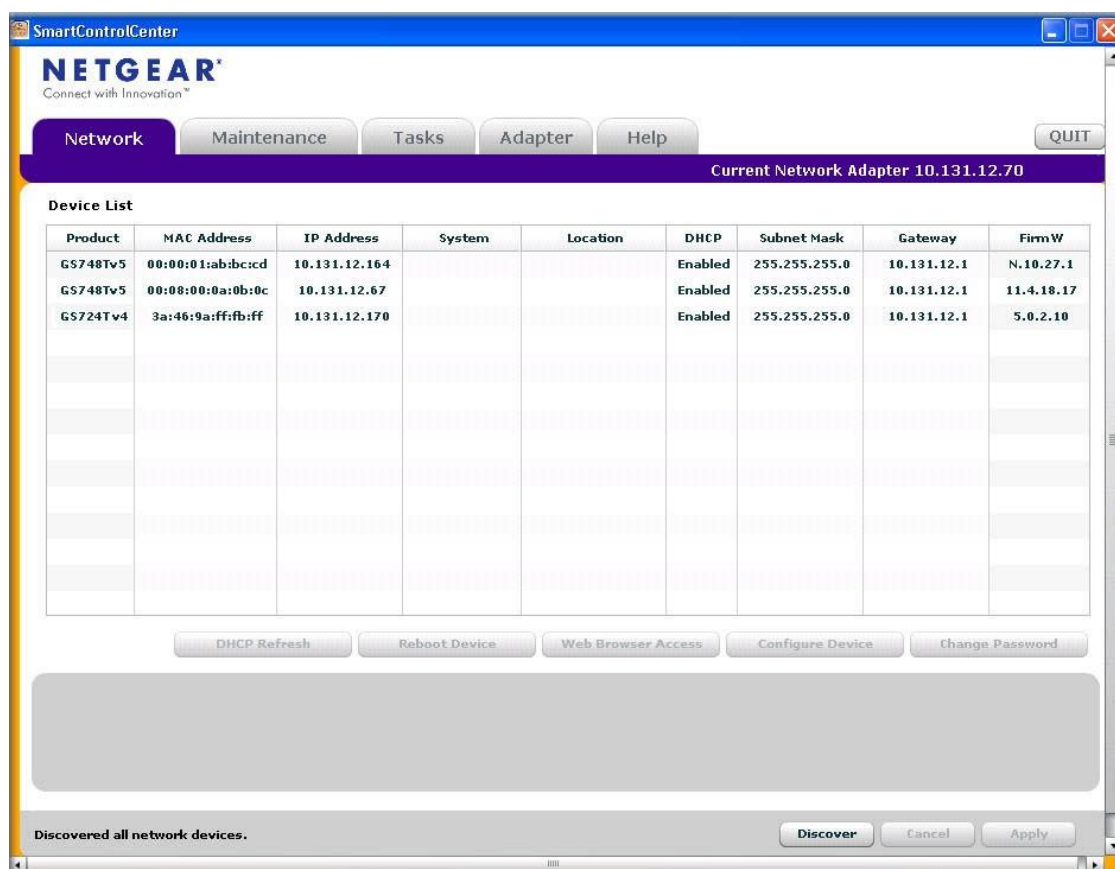 SmartControlCenter
NETGEAR®
Connect with Innovation™
Network Maintenance Tasks Adapter Help QUIT
Current Network Adapter 10.131.12.70
Device List
Product MAC Address IP Address System Location DHCP Subnet Mask Gateway FirmW
GS748Tv5 00:00:01:ab:bc:cd 10.131.12.164 Enabled 255.255.255.0 10.131.12.1 N.10.27.1
GS748Tv5 00:08:00:0a:0b:0c 10.131.12.67 Enabled 255.255.255.0 10.131.12.1 11.4.18.17
GS724Tv4 3a:46:9a:ff:fb:ff 10.131.12.170 Enabled 255.255.255.0 10.131.12.1 5.0.2.10
DHCP Refresh Reboot Device Web Browser Access Configure Device Change Password
Discovered all network devices. Discover Cancel Apply